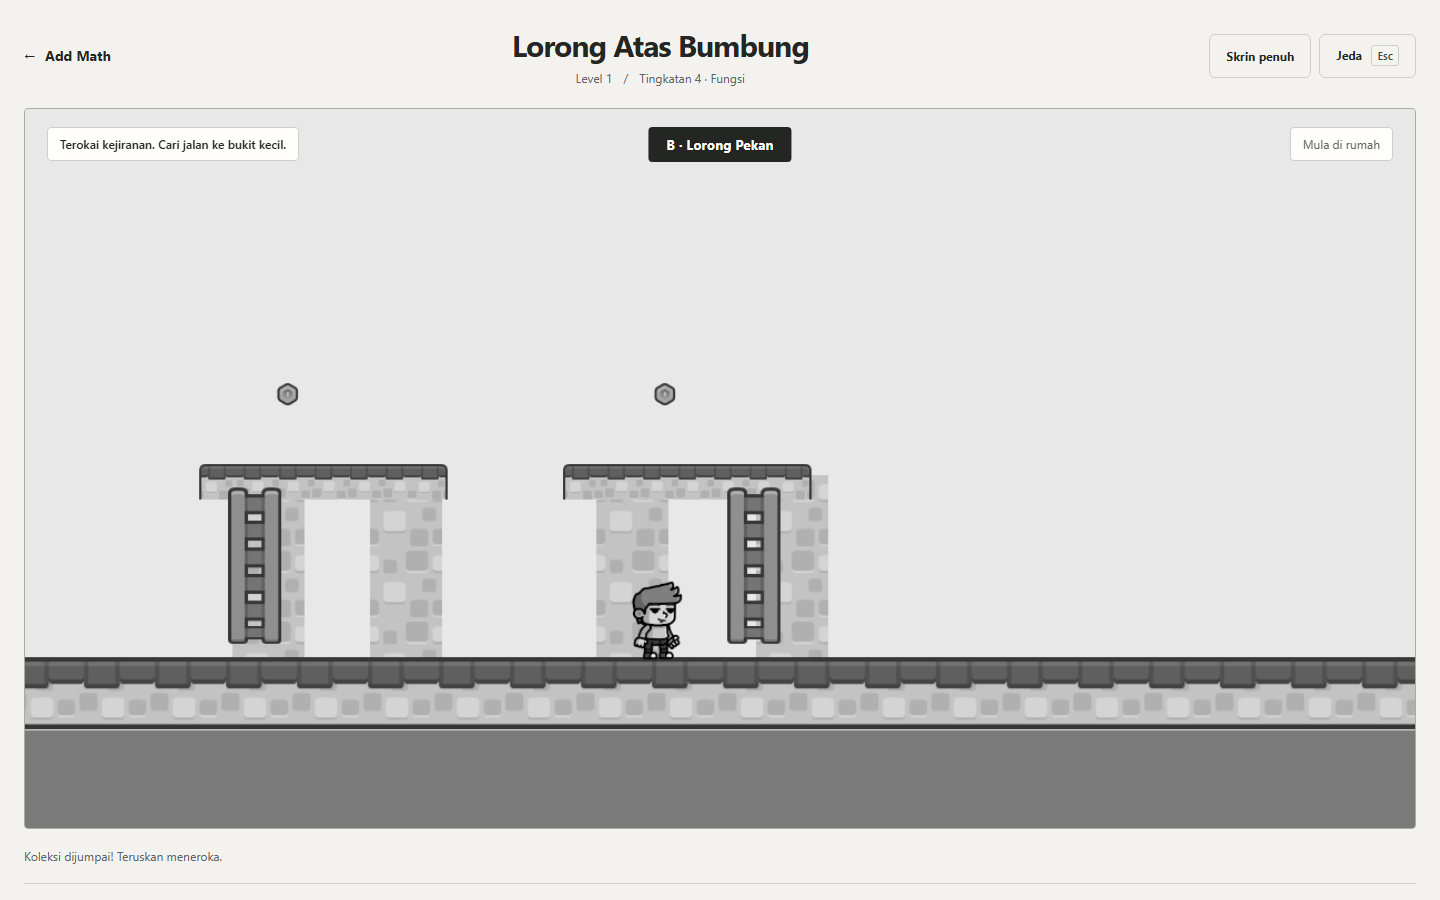 ← Add Math
Lorong Atas Bumbung
Level 1 / Tingkatan 4 · Fungsi
Skrin penuh
Jeda Esc
Terokai kejiranan. Cari jalan ke bukit kecil.
B · Lorong Pekan
Mula di rumah
Koleksi dijumpai! Teruskan meneroka.